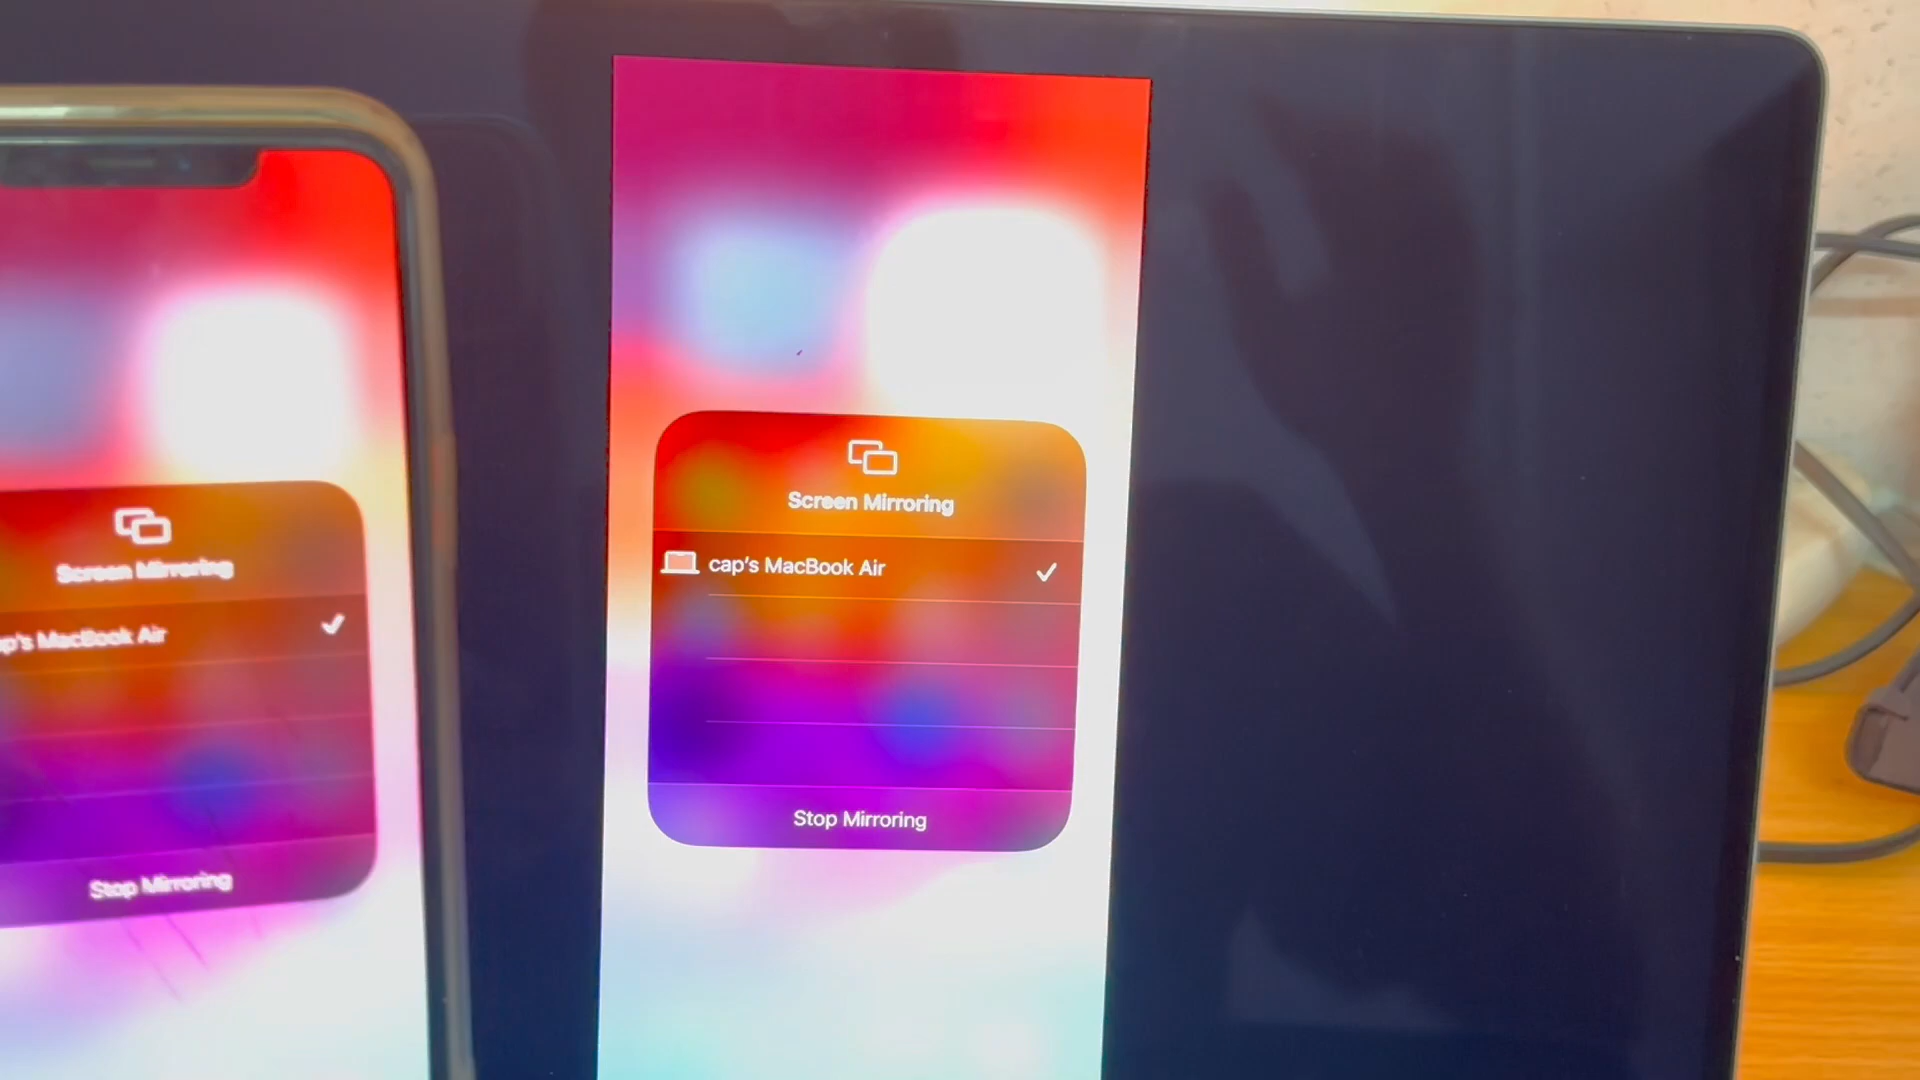 Screen Mirroring
p's MacBook Air
Stop Mirroring
Screen Mirroring
cap's MacBook Air
Stop Mirroring